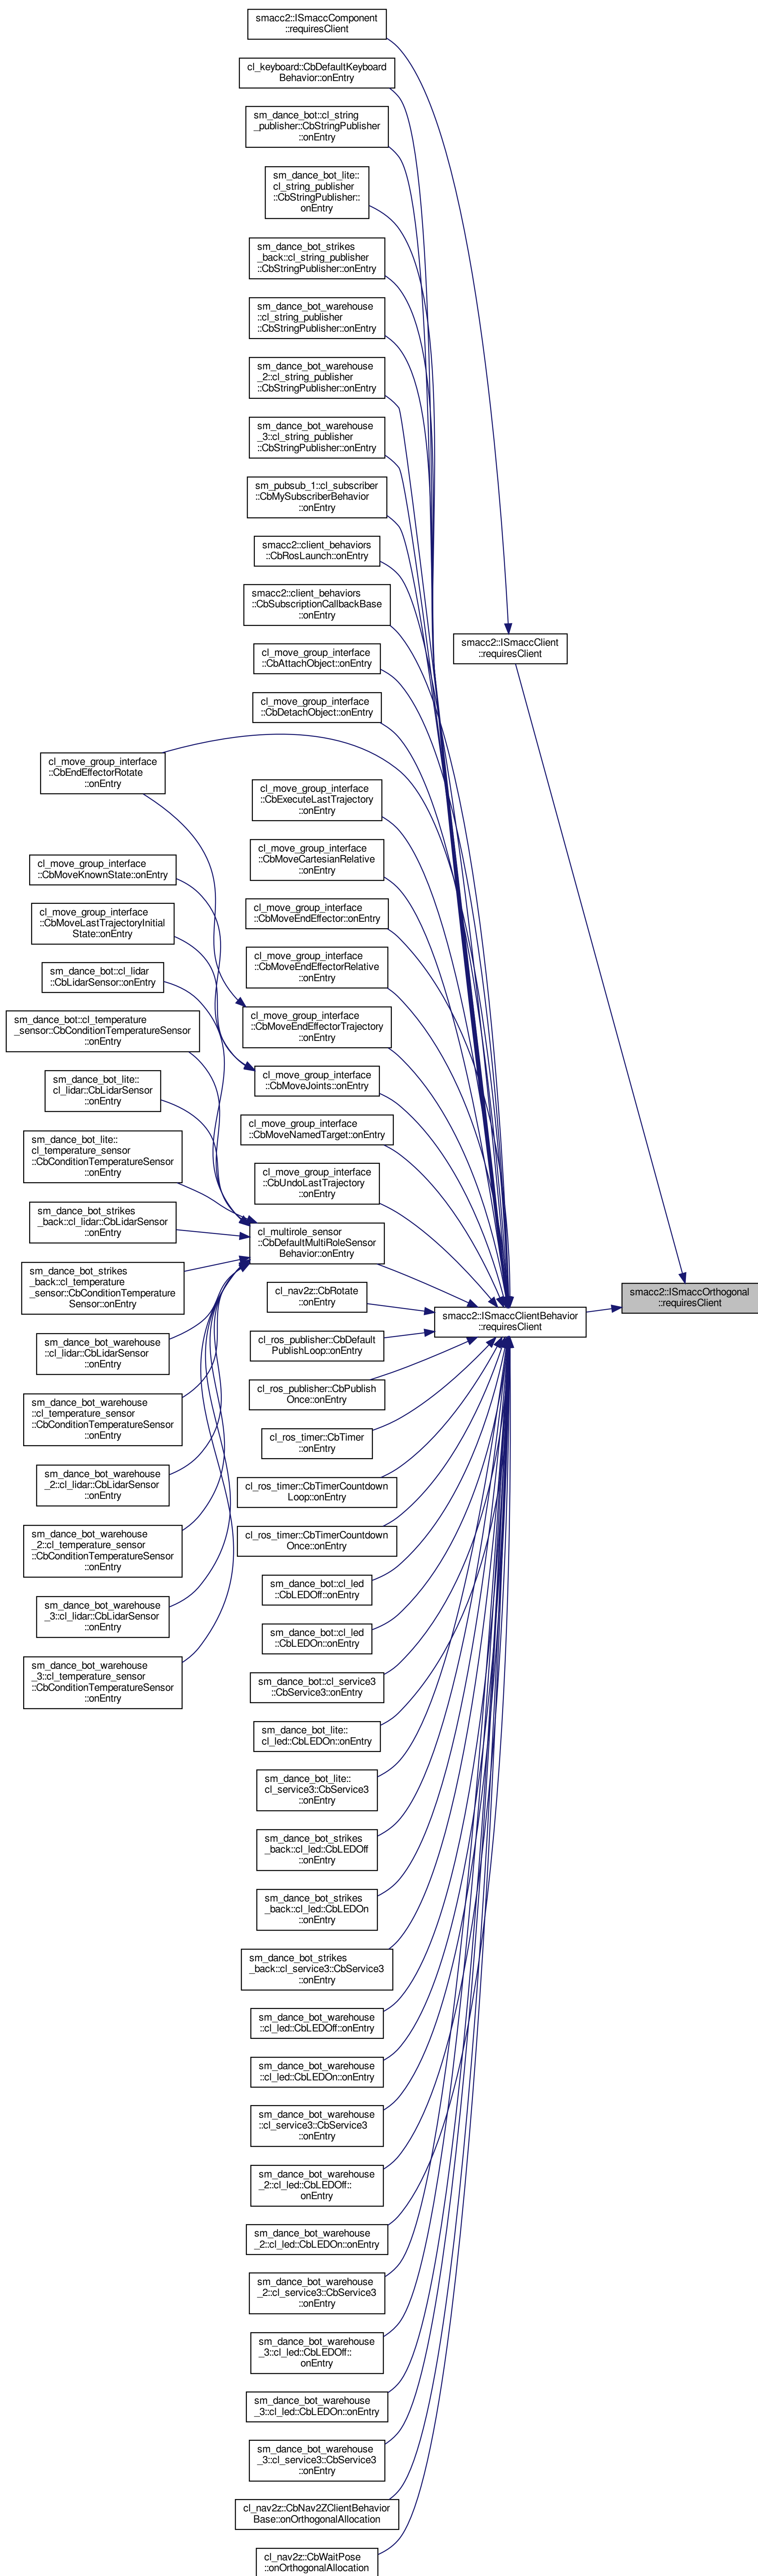 smacc2::ISmaccComponent
::requiresClient
cl_keyboard::CbDefaultKeyboard
Behavior::onEntry
sm_dance_bot::cl_string
_publisher::CbStringPublisher
::onEntry
sm_dance_bot_lite::
cl_string_publisher
::CbStringPublisher::
onEntry
sm_dance_bot_strikes
_back::cl_string_publisher
::CbStringPublisher::onEntry
sm_dance_bot_warehouse
::cl_string_publisher
::CbStringPublisher::onEntry
sm_dance_bot_warehouse
_2::cl_string_publisher
::CbStringPublisher::onEntry
sm_dance_bot_warehouse
_3::cl_string_publisher
::CbStringPublisher::onEntry
sm_pubsub_1::cl_subscriber
::CbMySubscriberBehavior
::onEntry
smacc2::client_behaviors
::CbRosLaunch::onEntry
smacc2::client_behaviors
::CbSubscriptionCallbackBase
::onEntry
cl_move_group_interface
::CbAttachObject::onEntry
cl_move_group_interface
::CbDetachObject::onEntry
cl_move_group_interface
::CbExecuteLastTrajectory
::onEntry
cl_move_group_interface
::CbMoveCartesianRelative
::onEntry
cl_move_group_interface
::CbMoveEndEffector::onEntry
cl_move_group_interface
::CbMoveEndEffectorRelative
::onEntry
cl_move_group_interface
::CbMoveEndEffectorTrajectory
::onEntry
cl_move_group_interface
::CbMoveJoints::onEntry
cl_move_group_interface
::CbMoveNamedTarget::onEntry
cl_move_group_interface
::CbUndoLastTrajectory
::onEntry
cl_multirole_sensor
::CbDefaultMultiRoleSensor
Behavior::onEntry
cl_nav2z::CbRotate
::onEntry
cl_ros_publisher::CbDefault
PublishLoop::onEntry
cl_ros_publisher::CbPublish
Once::onEntry
cl_ros_timer::CbTimer
::onEntry
cl_ros_timer::CbTimerCountdown
Loop::onEntry
cl_ros_timer::CbTimerCountdown
Once::onEntry
sm_dance_bot::cl_led
::CbLEDOff::onEntry
sm_dance_bot::cl_led
::CbLEDOn::onEntry
sm_dance_bot::cl_service3
::CbService3::onEntry
sm_dance_bot_lite::
cl_led::CbLEDOn::onEntry
sm_dance_bot_lite::
cl_service3::CbService3
::onEntry
sm_dance_bot_strikes
_back::cl_led::CbLEDOff
::onEntry
sm_dance_bot_strikes
_back::cl_led::CbLEDOn
::onEntry
sm_dance_bot_strikes
_back::cl_service3::CbService3
::onEntry
sm_dance_bot_warehouse
::cl_led::CbLEDOff::onEntry
sm_dance_bot_warehouse
::cl_led::CbLEDOn::onEntry
sm_dance_bot_warehouse
::cl_service3::CbService3
::onEntry
sm_dance_bot_warehouse
_2::cl_led::CbLEDOff::
onEntry
sm_dance_bot_warehouse
_2::cl_led::CbLEDOn::onEntry
sm_dance_bot_warehouse
_2::cl_service3::CbService3
::onEntry
sm_dance_bot_warehouse
_3::cl_led::CbLEDOff::
onEntry
sm_dance_bot_warehouse
_3::cl_led::CbLEDOn::onEntry
sm_dance_bot_warehouse
_3::cl_service3::CbService3
::onEntry
cl_nav2z::CbNav2ZClientBehavior
Base::onOrthogonalAllocation
cl_nav2z::CbWaitPose
::onOrthogonalAllocation
cl_move_group_interface
::CbEndEffectorRotate
::onEntry
cl_move_group_interface
::CbMoveKnownState::onEntry
cl_move_group_interface
::CbMoveLastTrajectoryInitial
State::onEntry
sm_dance_bot::cl_lidar
::CbLidarSensor::onEntry
sm_dance_bot::cl_temperature
_sensor::CbConditionTemperatureSensor
::onEntry
sm_dance_bot_lite::
cl_lidar::CbLidarSensor
::onEntry
sm_dance_bot_lite::
cl_temperature_sensor
::CbConditionTemperatureSensor
::onEntry
sm_dance_bot_strikes
_back::cl_lidar::CbLidarSensor
::onEntry
sm_dance_bot_strikes
_back::cl_temperature
_sensor::CbConditionTemperature
Sensor::onEntry
sm_dance_bot_warehouse
::cl_lidar::CbLidarSensor
::onEntry
sm_dance_bot_warehouse
::cl_temperature_sensor
::CbConditionTemperatureSensor
::onEntry
sm_dance_bot_warehouse
_2::cl_lidar::CbLidarSensor
::onEntry
sm_dance_bot_warehouse
_2::cl_temperature_sensor
::CbConditionTemperatureSensor
::onEntry
sm_dance_bot_warehouse
_3::cl_lidar::CbLidarSensor
::onEntry
sm_dance_bot_warehouse
_3::cl_temperature_sensor
::CbConditionTemperatureSensor
::onEntry
smacc2::ISmaccClient
::requiresClient
smacc2::ISmaccClientBehavior
::requiresClient
smacc2::ISmaccOrthogonal
::requiresClient